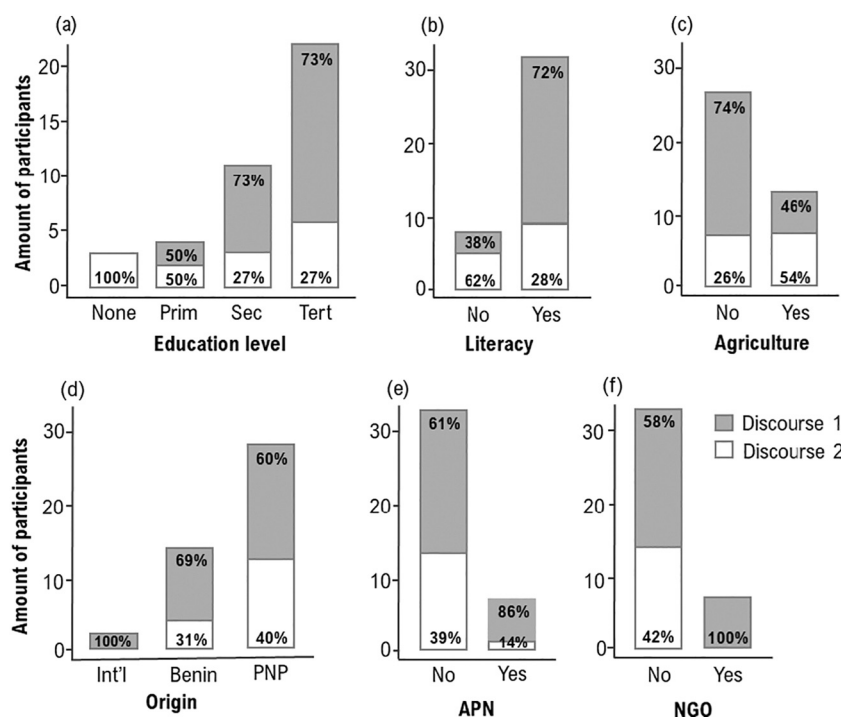 (a)
Amount of participants
20
15
10
5
0
73%
73%
50%
100%
50%
27%
27%
None
Prim
Sec
Tert
Education level
(b)
30
20
10
0
72%
38%
62%
28%
No
Yes
Literacy
(c)
30
20
10
0
74%
46%
26%
54%
No
Yes
Agriculture
(d)
Amount of participants
30
20
10
0
60%
69%
100%
31%
40%
Int'l
Benin
PNP
Origin
(e)
30
20
10
0
61%
86%
39%
14%
No
Yes
APN
(f)
30
20
10
0
58%
42%
100%
No
Yes
NGO
Discourse 1
Discourse 2